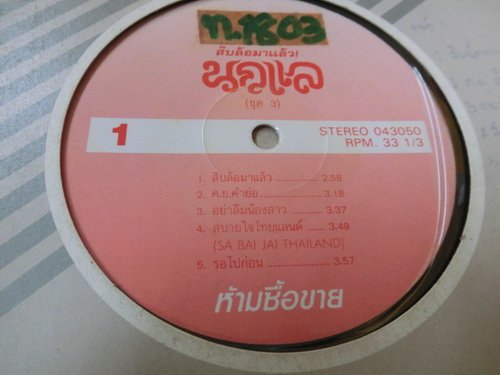 ท.1803
สิบล้อมาแล้ว!
นกแล
(ชุด 3)
1
STEREO 043050
RPM. 33 1/3
1. สิบล้อมาแล้ว ............ 2.58
2. ค.ย.คำย่อ ............ 3.18
3. อย่าลืมน้องสาว ............ 3.37
4. สบายใจไทยแลนด์ ...... 3.49
(SA BAI JAI THAILAND)
5. รอไปก่อน ...................... 3.57
ห้ามซื้อขาย